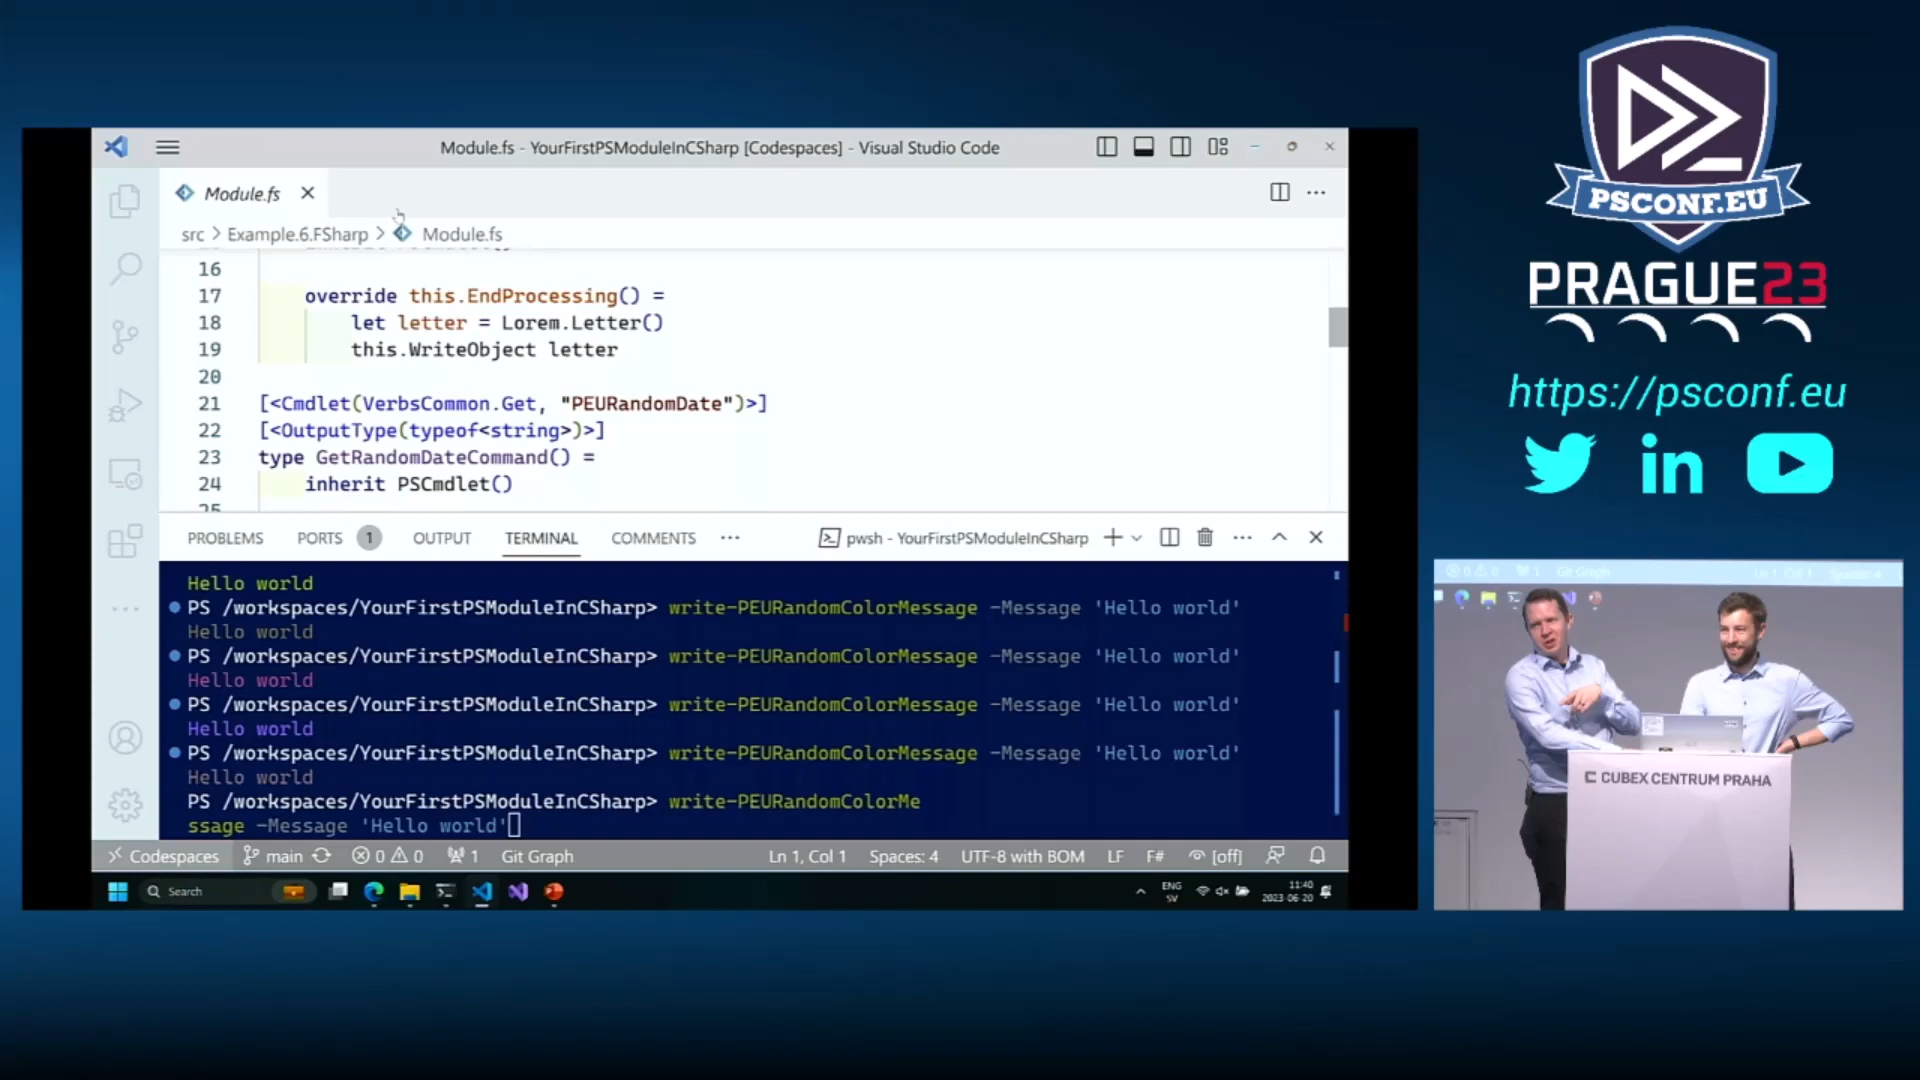 Module.fs - YourFirstPSModuleInCSharp [Codespaces] - Visual Studio Code
Module.fs
src > Example.6.FSharp > Module.fs
16
17 override this.EndProcessing() =
18 let letter = Lorem.Letter()
19 this.WriteObject letter
20
21 [<Cmdlet(VerbsCommon.Get, "PEURandomDate")>]
22 [<OutputType(typeof<string>)>]
23 type GetRandomDateCommand() =
24 inherit PSCmdlet()
25
PROBLEMS PORTS 1 OUTPUT TERMINAL COMMENTS ... pwsh - YourFirstPSModuleInCSharp
Hello world
PS /workspaces/YourFirstPSModuleInCSharp> write-PEURandomColorMessage -Message 'Hello world'
Hello world
PS /workspaces/YourFirstPSModuleInCSharp> write-PEURandomColorMessage -Message 'Hello world'
Hello world
PS /workspaces/YourFirstPSModuleInCSharp> write-PEURandomColorMessage -Message 'Hello world'
Hello world
PS /workspaces/YourFirstPSModuleInCSharp> write-PEURandomColorMessage -Message 'Hello world'
Hello world
PS /workspaces/YourFirstPSModuleInCSharp> write-PEURandomColorMe
ssage -Message 'Hello world'
Codespaces main 0 0 1 Git Graph Ln 1, Col 1 Spaces: 4 UTF-8 with BOM LF F# [off]
Search ENG 11:40
SV 2023-06-20
PSCONF.EU
PRAGUE23
https://psconf.eu
in
Git Graph
CUBEX CENTRUM PRAHA